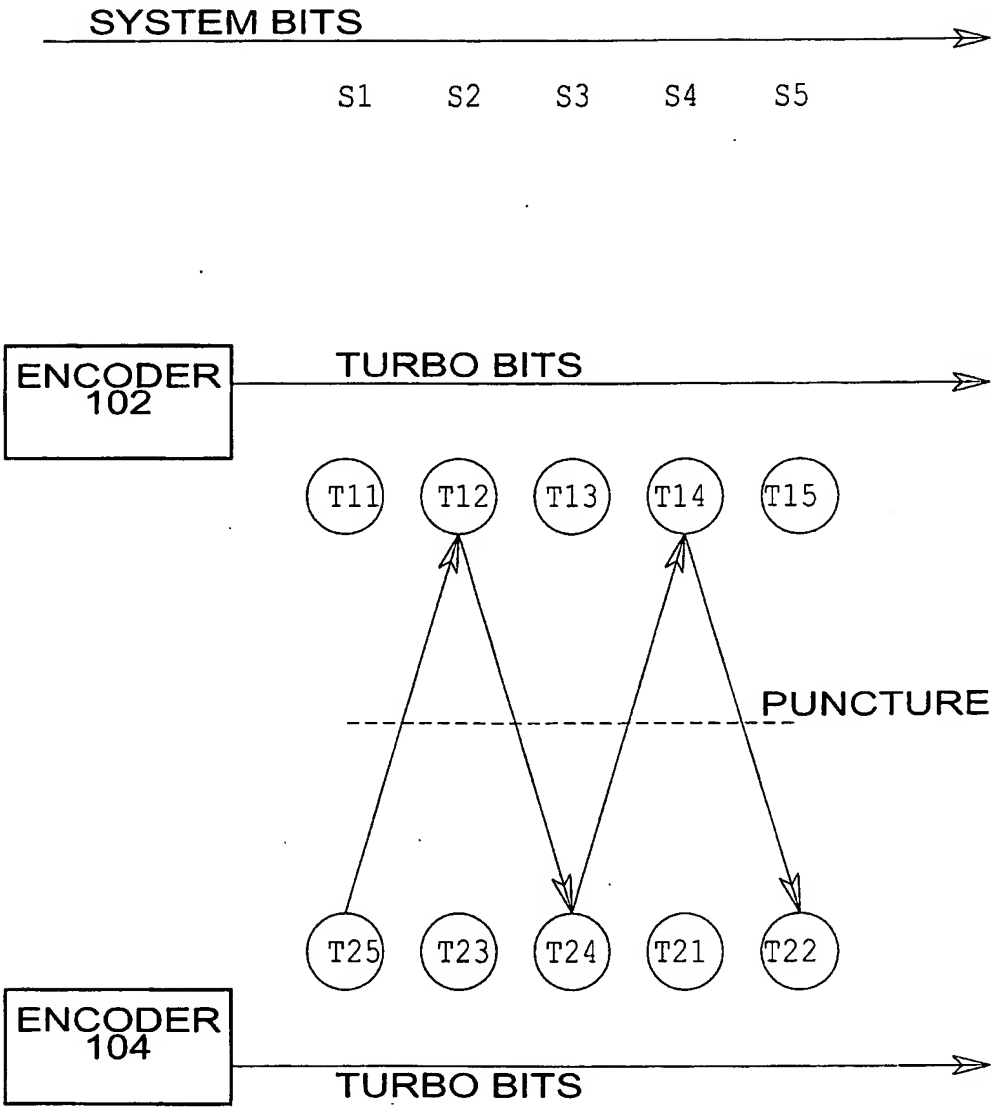 SYSTEM BITS
S1 S2 S3 S4 S5
ENCODER
102
TURBO BITS
T11 T12 T13 T14 T15
PUNCTURE
T25 T23 T24 T21 T22
ENCODER
104
TURBO BITS